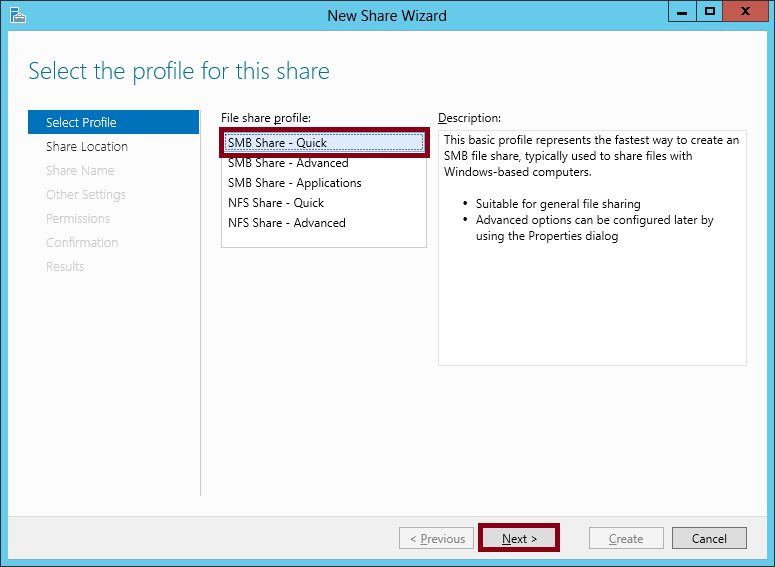 New Share Wizard
Select the profile for this share
Select Profile
Share Location
Share Name
Other Settings
Permissions
Confirmation
Results
File share profile:
SMB Share - Quick
SMB Share - Advanced
SMB Share - Applications
NFS Share - Quick
NFS Share - Advanced
Description:
This basic profile represents the fastest way to create an
SMB file share, typically used to share files with
Windows-based computers.
• Suitable for general file sharing
• Advanced options can be configured later by
using the Properties dialog
< Previous
Next >
Create
Cancel